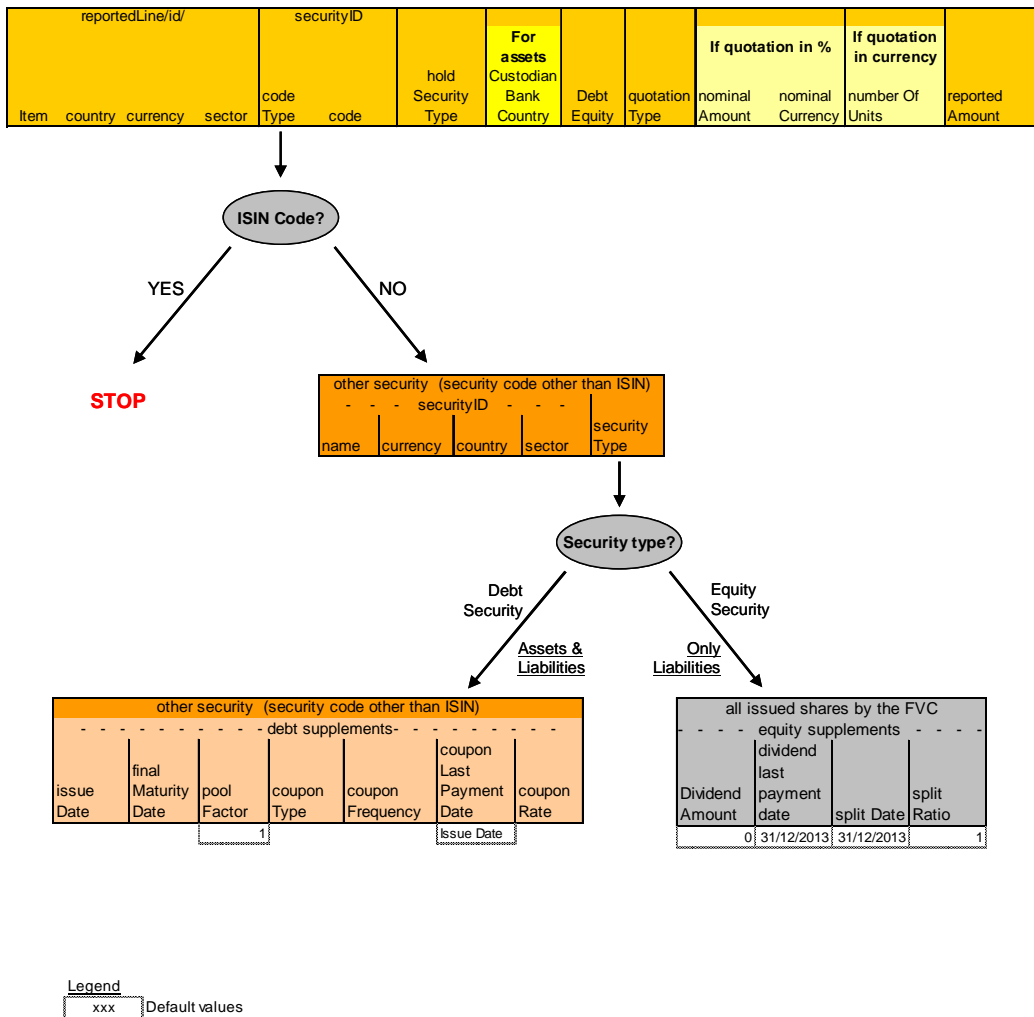 reportedLine/id/ securityID
For assets
If quotation in %
If quotation in currency
Item country currency sector
code Type
code
hold Security Type
Custodian Bank Country
Debt Equity
quotation Type
nominal Amount
nominal Currency
number Of Units
reported Amount
ISIN Code?
YES NO
STOP
other security (security code other than ISIN)
- - - securityID - - -
name currency country sector
security Type
Security type?
Debt Security
Equity Security
Assets & Liabilities
Only Liabilities
other security (security code other than ISIN)
- - - - - - - - - - debt supplements- - - - - - - - -
issue Date
final Maturity Date
pool Factor
coupon Type
coupon Frequency
coupon Last Payment Date
coupon Rate
1 Issue Date
all issued shares by the FVC
- - - - equity supplements - - - -
Dividend Amount
dividend last payment date
split Date
split Ratio
0 31/12/2013 31/12/2013 1
Legend
xxx Default values